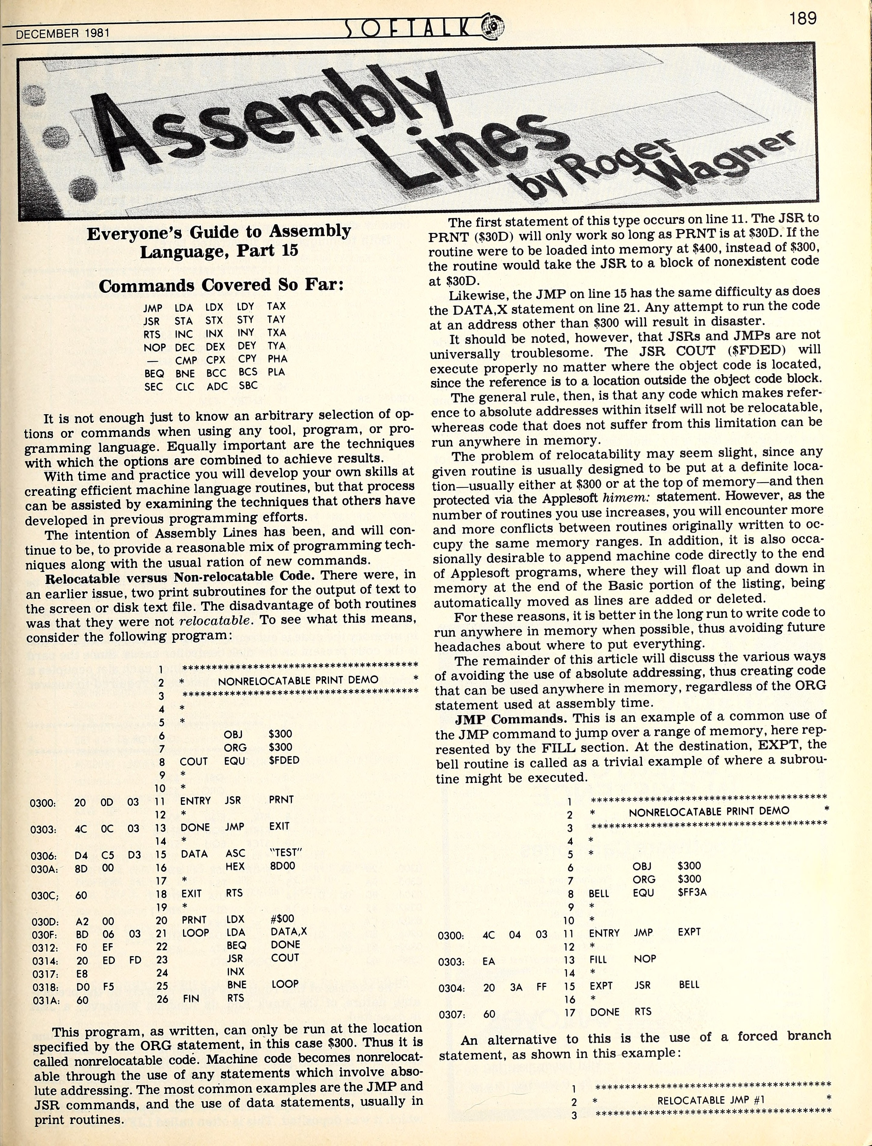 DECEMBER 1981
SOFTALK
189
Assembly
Lines
by Roger
Wagner
Everyone's Guide to Assembly
Language, Part 15
Commands Covered So Far:
JMP LDA LDX LDY TAX
JSR STA STX STY TAY
RTS INC INX INY TXA
NOP DEC DEX DEY TYA
— CMP CPX CPY PHA
BEQ BNE BCC BCS PLA
SEC CLC ADC SBC
It is not enough just to know an arbitrary selection of op-
tions or commands when using any tool, program, or pro-
gramming language. Equally important are the techniques
with which the options are combined to achieve results.
With time and practice you will develop your own skills at
creating efficient machine language routines, but that process
can be assisted by examining the techniques that others have
developed in previous programming efforts.
The intention of Assembly Lines has been, and will con-
tinue to be, to provide a reasonable mix of programming tech-
niques along with the usual ration of new commands.
Relocatable versus Non-relocatable Code. There were, in
an earlier issue, two print subroutines for the output of text to
the screen or disk text file. The disadvantage of both routines
was that they were not relocatable. To see what this means,
consider the following program:
1 ****************************************
2 * NONRELOCATABLE PRINT DEMO *
3 ****************************************
4 *
5 *
6 OBJ $300
7 ORG $300
8 COUT EQU $FDED
9 *
10 *
0300: 20 0D 03 11 ENTRY JSR PRNT
12 *
0303: 4C 0C 03 13 DONE JMP EXIT
14 *
0306: D4 C5 D3 15 DATA ASC "TEST"
030A: 8D 00 16 HEX 8D00
17 *
030C; 60 18 EXIT RTS
19 *
030D: A2 00 20 PRNT LDX #$00
030F: BD 06 03 21 LOOP LDA DATA,X
0312: F0 EF 22 BEQ DONE
0314: 20 ED FD 23 JSR COUT
0317: E8 24 INX
0318: D0 F5 25 BNE LOOP
031A: 60 26 FIN RTS
This program, as written, can only be run at the location
specified by the ORG statement, in this case $300. Thus it is
called nonrelocatable code. Machine code becomes nonrelocat-
able through the use of any statements which involve abso-
lute addressing. The most common examples are the JMP and
JSR commands, and the use of data statements, usually in
print routines.
The first statement of this type occurs on line 11. The JSR to
PRNT ($30D) will only work so long as PRNT is at $30D. If the
routine were to be loaded into memory at $400, instead of $300,
the routine would take the JSR to a block of nonexistent code
at $30D.
Likewise, the JMP on line 15 has the same difficulty as does
the DATA,X statement on line 21. Any attempt to run the code
at an address other than $300 will result in disaster.
It should be noted, however, that JSRs and JMPs are not
universally troublesome. The JSR COUT ($FDED) will
execute properly no matter where the object code is located,
since the reference is to a location outside the object code block.
The general rule, then, is that any code which makes refer-
ence to absolute addresses within itself will not be relocatable,
whereas code that does not suffer from this limitation can be
run anywhere in memory.
The problem of relocatability may seem slight, since any
given routine is usually designed to be put at a definite loca-
tion—usually either at $300 or at the top of memory—and then
protected via the Applesoft himem: statement. However, as the
number of routines you use increases, you will encounter more
and more conflicts between routines originally written to oc-
cupy the same memory ranges. In addition, it is also occa-
sionally desirable to append machine code directly to the end
of Applesoft programs, where they will float up and down in
memory at the end of the Basic portion of the listing, being
automatically moved as lines are added or deleted.
For these reasons, it is better in the long run to write code to
run anywhere in memory when possible, thus avoiding future
headaches about where to put everything.
The remainder of this article will discuss the various ways
of avoiding the use of absolute addressing, thus creating code
that can be used anywhere in memory, regardless of the ORG
statement used at assembly time.
JMP Commands. This is an example of a common use of
the JMP command to jump over a range of memory, here rep-
resented by the FILL section. At the destination, EXPT, the
bell routine is called as a trivial example of where a subrou-
tine might be executed.
1 ****************************************
2 * NONRELOCATABLE PRINT DEMO *
3 ****************************************
4 *
5 *
6 OBJ $300
7 ORG $300
8 BELL EQU $FF3A
9 *
10 *
0300: 4C 04 03 11 ENTRY JMP EXPT
12 *
0303: EA 13 FILL NOP
14 *
0304: 20 3A FF 15 EXPT JSR BELL
16 *
0307: 60 17 DONE RTS
An alternative to this is the use of a forced branch
statement, as shown in this example:
1 ****************************************
2 * RELOCATABLE JMP #1 *
3 ****************************************